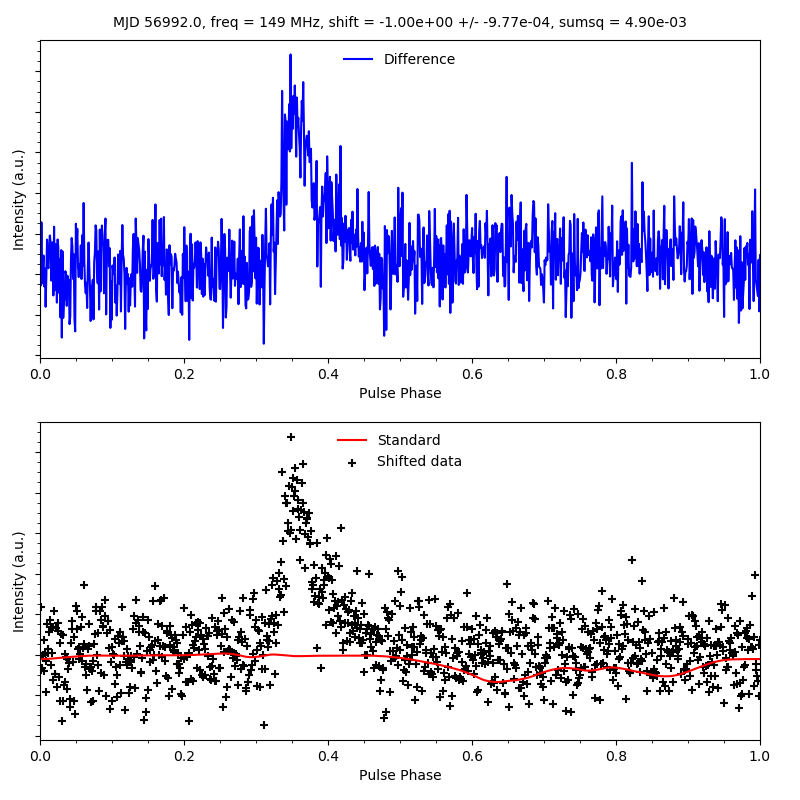 MJD 56992.0, freq = 149 MHz, shift = -1.00e+00 +/- -9.77e-04, sumsq = 4.90e-03
Difference
Intensity (a.u.)
0.0 0.2 0.4 0.6 0.8 1.0
Pulse Phase
Standard
Shifted data
Intensity (a.u.)
0.0 0.2 0.4 0.6 0.8 1.0
Pulse Phase